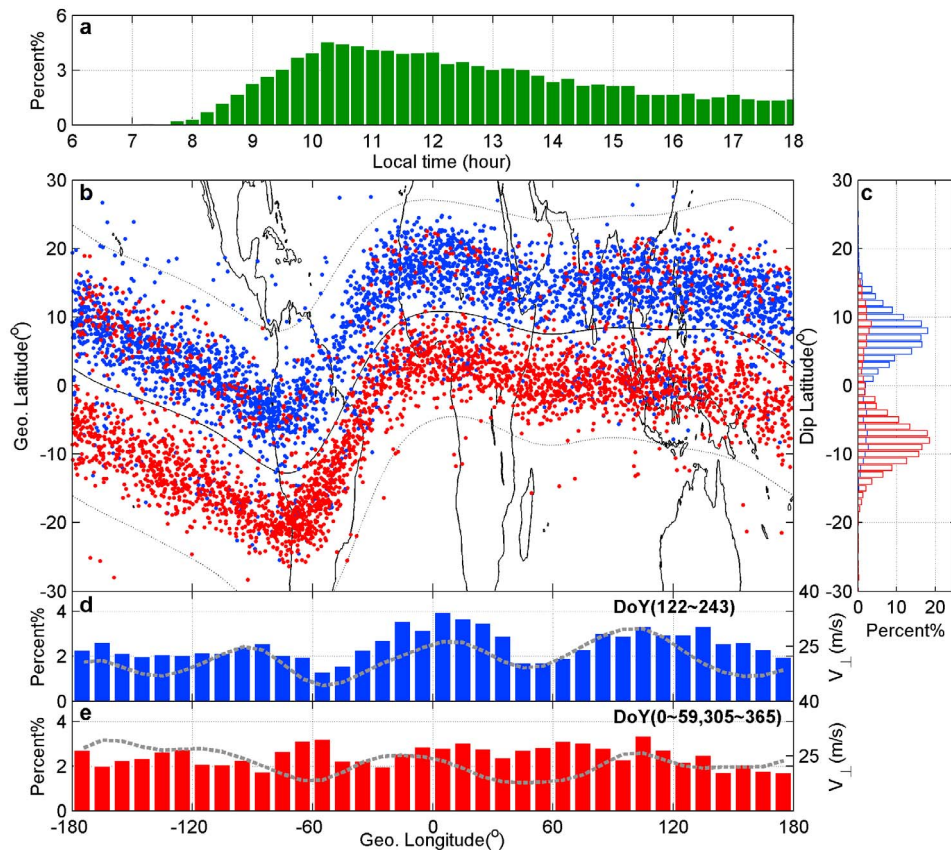 a
Percent%
6
3
0
6 7 8 9 10 11 12 13 14 15 16 17 18
Local time (hour)
b
c
Geo. Latitude(°)
30
20
10
0
-10
-20
-30
Dip Latitude(°)
30
20
10
0
-10
-20
-30
0 10 20
Percent%
d
DoY(122~243)
Percent%
4
2
0
40
25
40
V⊥ (m/s)
e
DoY(0~59,305~365)
Percent%
4
2
0
25
V⊥ (m/s)
-180 -120 -60 0 60 120 180
Geo. Longitude(°)